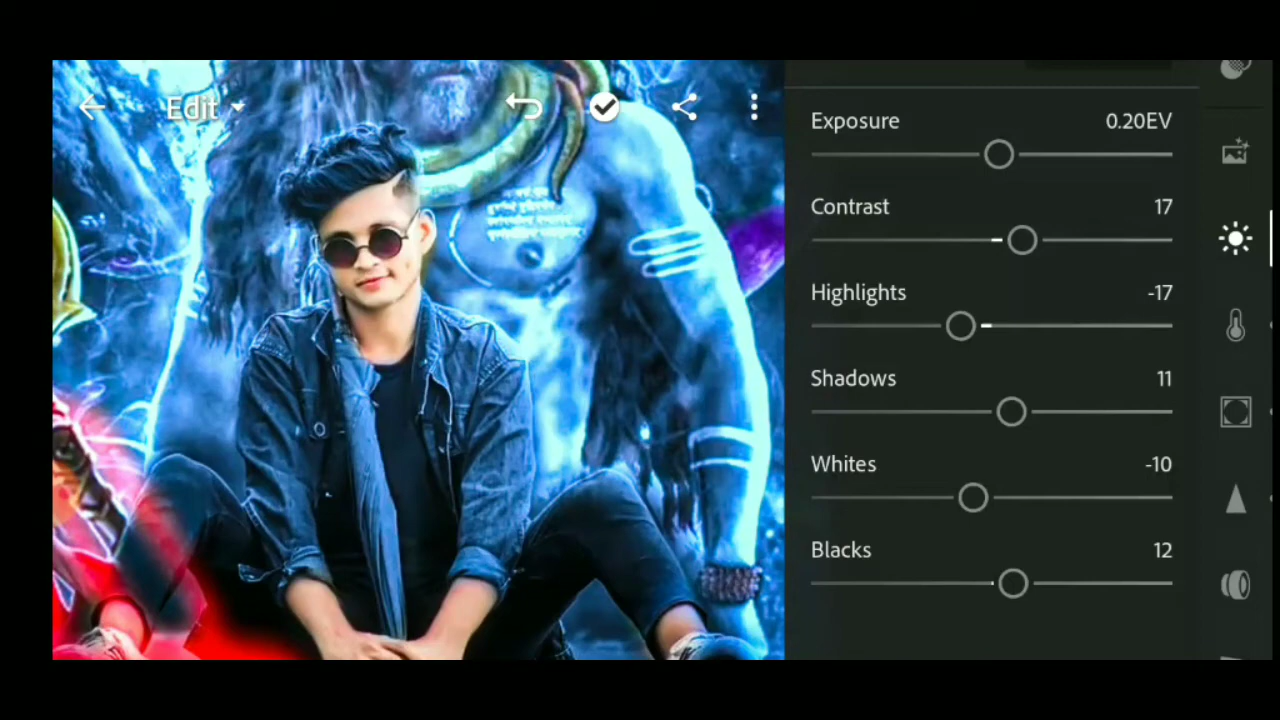 Edit
Exposure 0.20EV
Contrast 17
Highlights -17
Shadows 11
Whites -10
Blacks 12